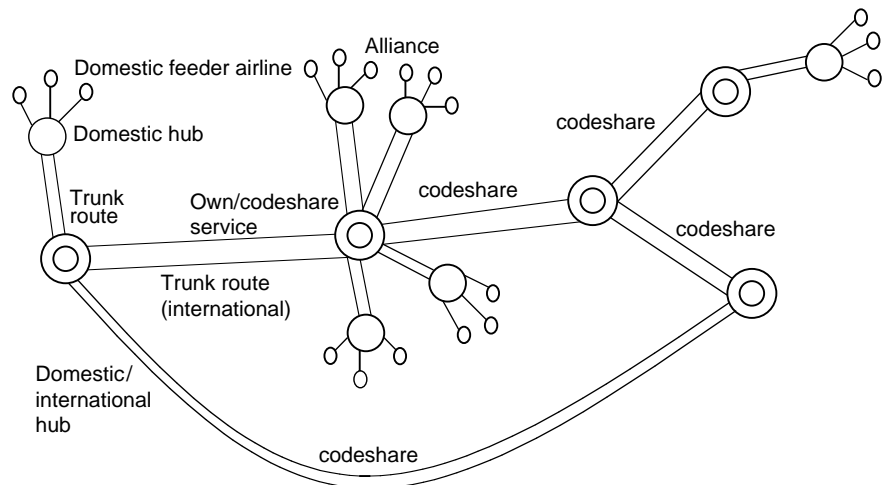 Alliance
Domestic feeder airline
Domestic hub
codeshare
Trunk
route
Own/codeshare
service
codeshare
codeshare
Trunk route
(international)
Domestic/
international
hub
codeshare